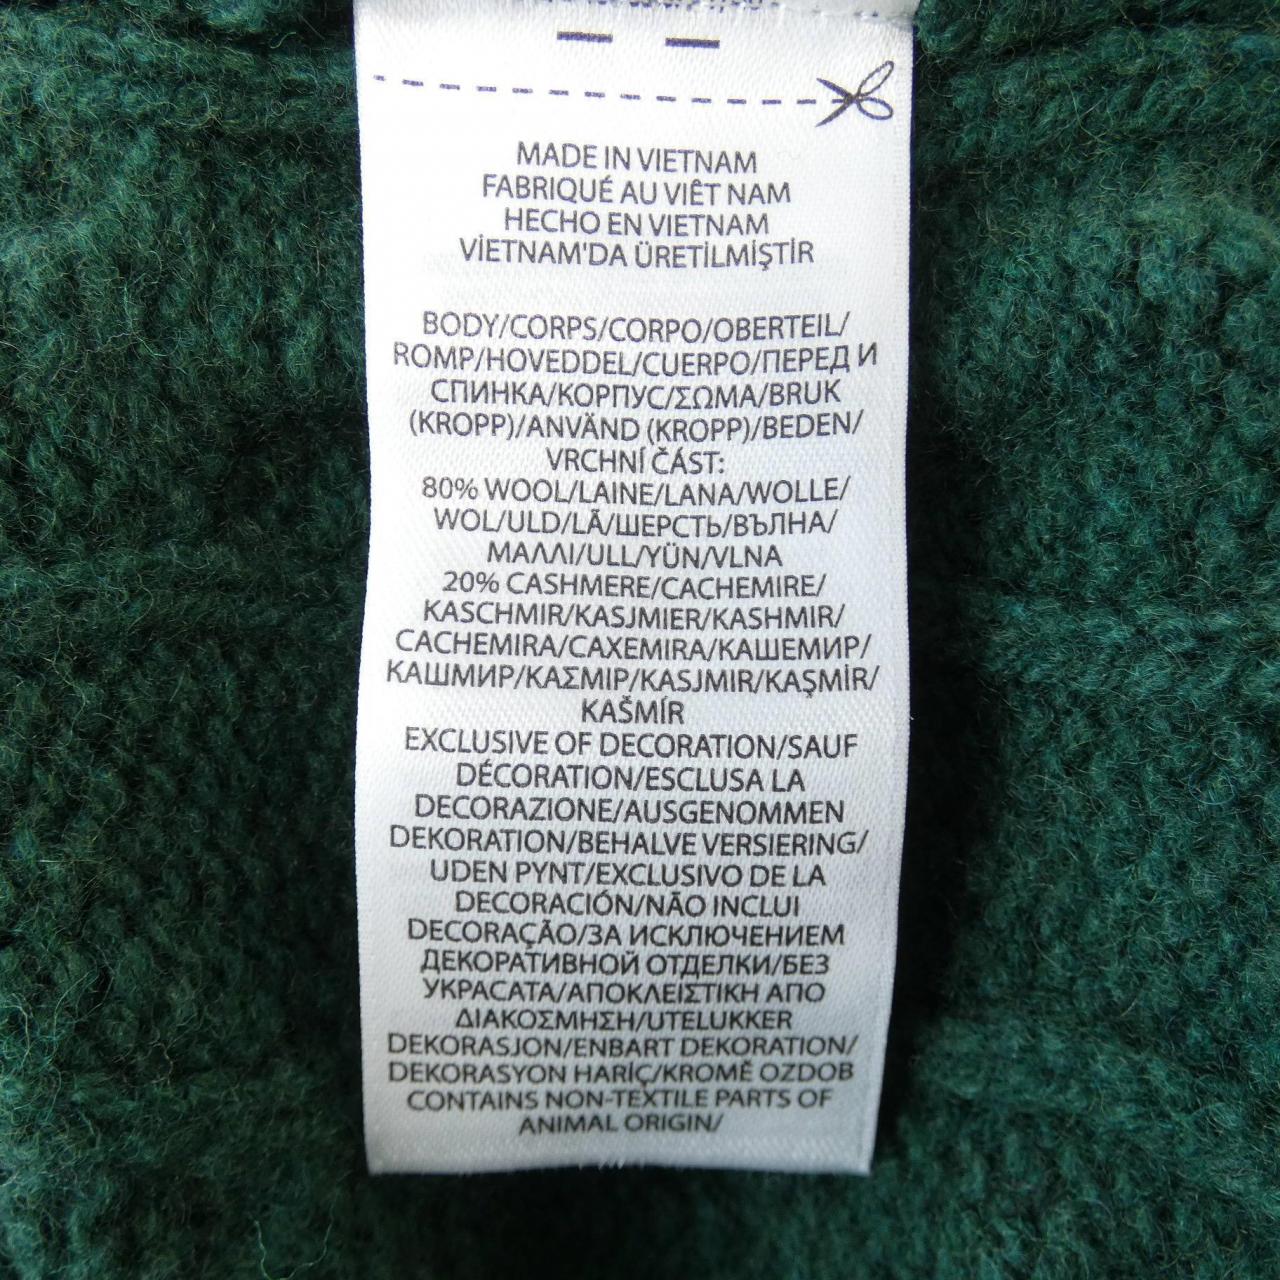 MADE IN VIETNAM
FABRIQUÉ AU VIÊT NAM
HECHO EN VIETNAM
VİETNAM'DA ÜRETİLMİŞTİR
BODY/CORPS/CORPO/OBERTEIL/
ROMP/HOVEDDEL/CUERPO/ПЕРЕД И
СПИНКА/КОРПУС/ΣΩΜΑ/BRUK
(KROPP)/ANVÄND (KROPP)/BEDEN/
VRCHNÍ ČÁST:
80% WOOL/LAINE/LANA/WOLLE/
WOL/ULD/LÃ/ШЕРСТЬ/ВЪЛНА/
ΜΑΛΛΙ/ULL/YÜN/VLNA
20% CASHMERE/CACHEMIRE/
KASCHMIR/KASJMIER/KASHMIR/
CACHEMIRA/CAXEMIRA/КАШЕМИР/
КАШМИР/ΚΑΣΜΙΡ/KASJMIR/KAŞMİR/
KAŠMÍR
EXCLUSIVE OF DECORATION/SAUF
DÉCORATION/ESCLUSA LA
DECORAZIONE/AUSGENOMMEN
DEKORATION/BEHALVE VERSIERING/
UDEN PYNT/EXCLUSIVO DE LA
DECORACIÓN/NÃO INCLUI
DECORAÇÃO/ЗА ИСКЛЮЧЕНИЕМ
ДЕКОРАТИВНОЙ ОТДЕЛКИ/БЕЗ
УКРАСАТА/ΑΠΟΚΛΕΙΣΤΙΚΗ ΑΠΟ
ΔΙΑΚΟΣΜΗΣΗ/UTELUKKER
DEKORASJON/ENBART DEKORATION/
DEKORASYON HARİÇ/KROMĚ OZDOB
CONTAINS NON-TEXTILE PARTS OF
ANIMAL ORIGIN/